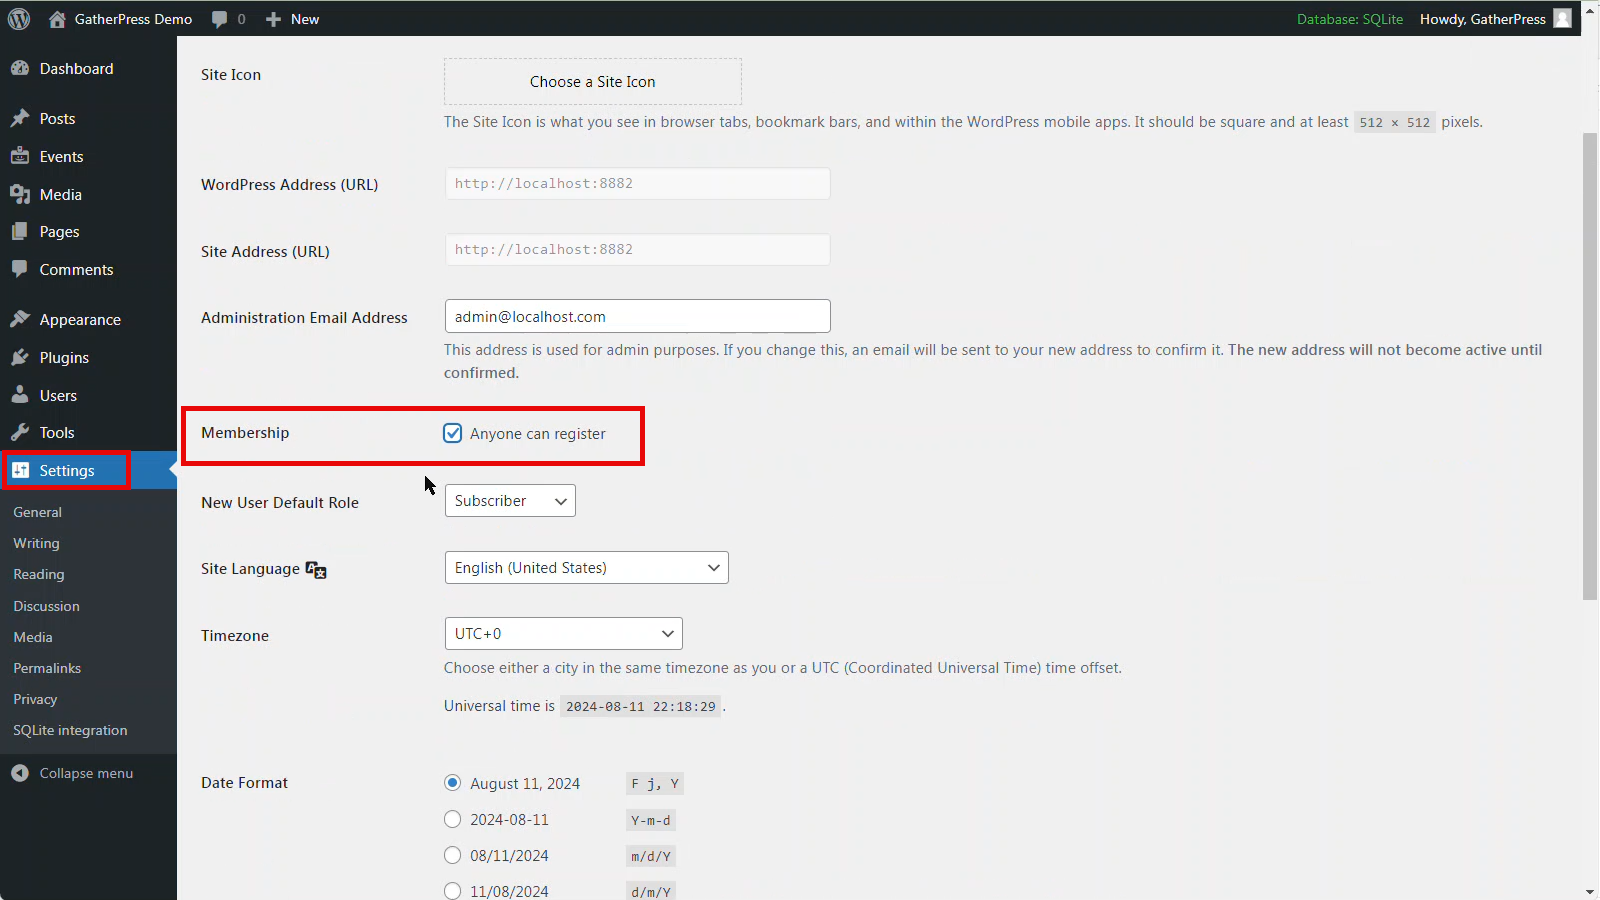 GatherPress Demo 0 New Database: SQLite Howdy, GatherPress
Dashboard
Posts
Events
Media
Pages
Comments
Appearance
Plugins
Users
Tools
Settings
General
Writing
Reading
Discussion
Media
Permalinks
Privacy
SQLite integration
Collapse menu
Site Icon
Choose a Site Icon
The Site Icon is what you see in browser tabs, bookmark bars, and within the WordPress mobile apps. It should be square and at least 512 × 512 pixels.
WordPress Address (URL) http://localhost:8882
Site Address (URL) http://localhost:8882
Administration Email Address admin@localhost.com
This address is used for admin purposes. If you change this, an email will be sent to your new address to confirm it. The new address will not become active until
confirmed.
Membership Anyone can register
New User Default Role Subscriber
Site Language English (United States)
Timezone UTC+0
Choose either a city in the same timezone as you or a UTC (Coordinated Universal Time) time offset.
Universal time is 2024-08-11 22:18:29 .
Date Format August 11, 2024 F j, Y
2024-08-11 Y-m-d
08/11/2024 m/d/Y
11/08/2024 d/m/Y